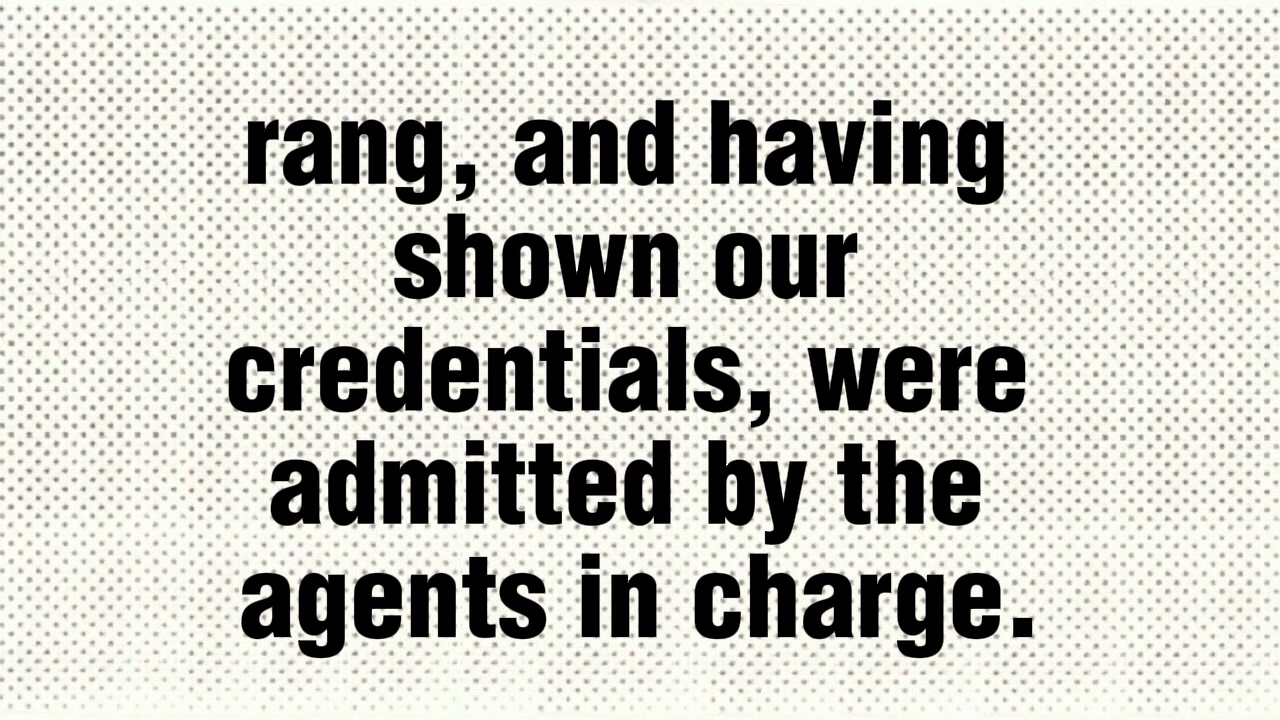 rang, and having
shown our
credentials, were
admitted by the
agents in charge.